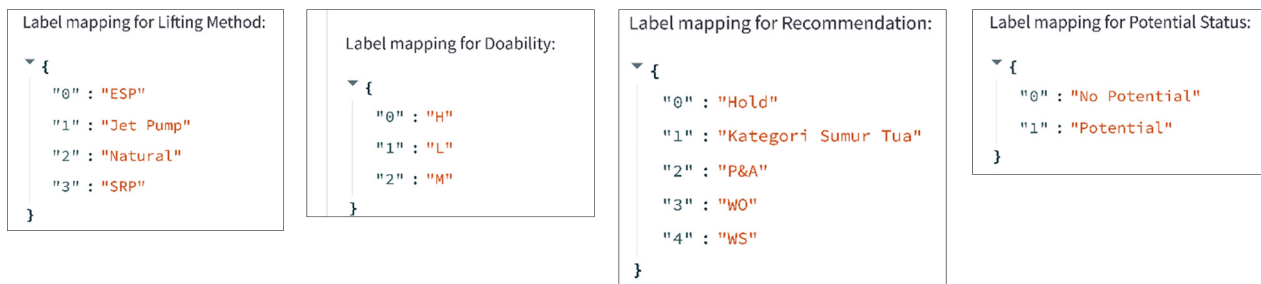 Label mapping for Lifting Method:
{
"0" : "ESP"
"1" : "Jet Pump"
"2" : "Natural"
"3" : "SRP"
}
Label mapping for Doability:
{
"0" : "H"
"1" : "L"
"2" : "M"
}
Label mapping for Recommendation:
{
"0" : "Hold"
"1" : "Kategori Sumur Tua"
"2" : "P&A"
"3" : "WO"
"4" : "WS"
}
Label mapping for Potential Status:
{
"0" : "No Potential"
"1" : "Potential"
}